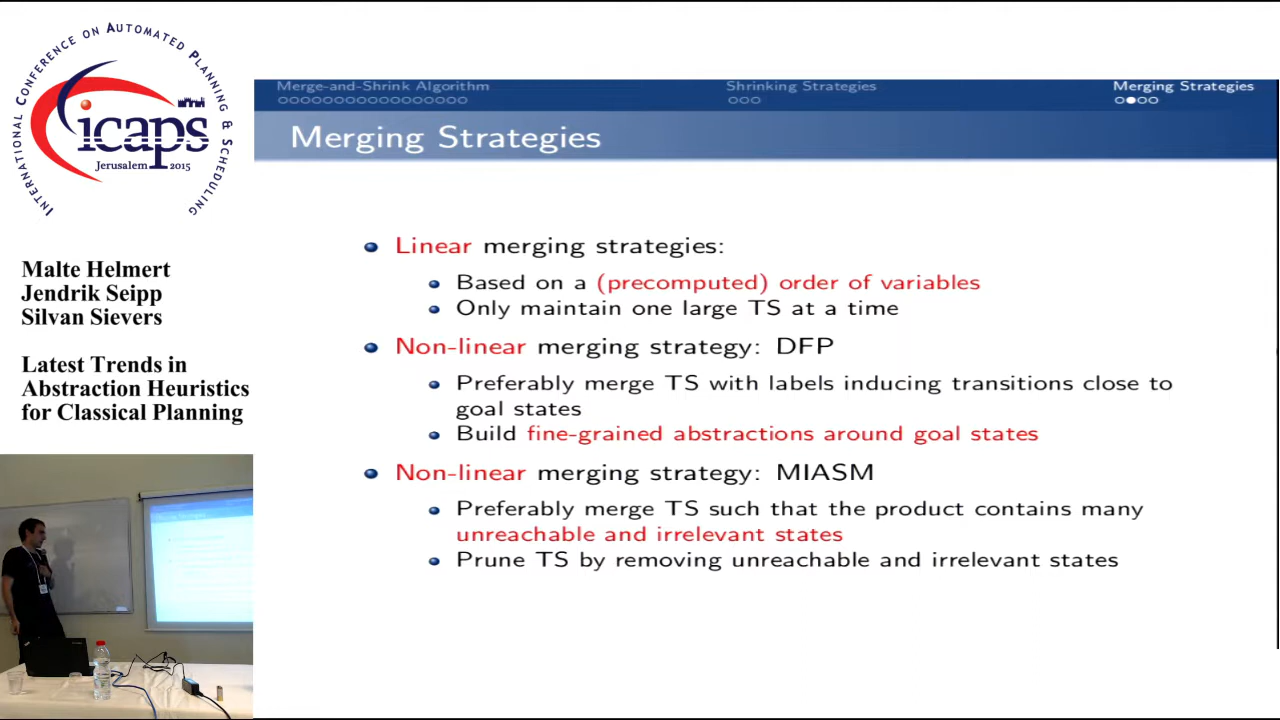 INTERNATIONAL CONFERENCE ON AUTOMATED PLANNING & SCHEDULING
icaps
Jerusalem 2015
Malte Helmert
Jendrik Seipp
Silvan Sievers
Latest Trends in
Abstraction Heuristics
for Classical Planning
Merge-and-Shrink Algorithm
Shrinking Strategies
Merging Strategies
Merging Strategies
Linear merging strategies:
Based on a (precomputed) order of variables
Only maintain one large TS at a time
Non-linear merging strategy: DFP
Preferably merge TS with labels inducing transitions close to
goal states
Build fine-grained abstractions around goal states
Non-linear merging strategy: MIASM
Preferably merge TS such that the product contains many
unreachable and irrelevant states
Prune TS by removing unreachable and irrelevant states